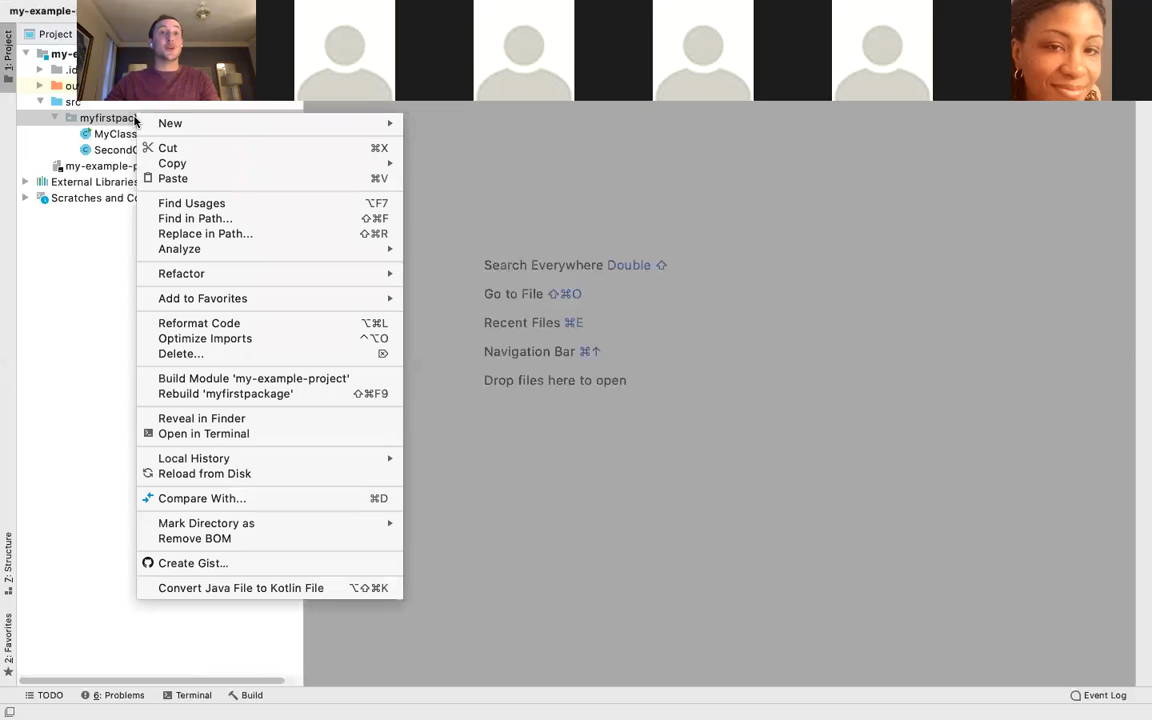 my-example-
1: Project
Project
my-e
.id
ou
src
myfirstpac
MyClass
SecondC
my-example-p
External Libraries
Scratches and Co
New
Cut ⌘X
Copy
Paste ⌘V
Find Usages ⌥F7
Find in Path... ⇧⌘F
Replace in Path... ⇧⌘R
Analyze
Refactor
Add to Favorites
Reformat Code ⌥⌘L
Optimize Imports ^⌥O
Delete... ⌦
Build Module 'my-example-project'
Rebuild 'myfirstpackage' ⇧⌘F9
Reveal in Finder
Open in Terminal
Local History
Reload from Disk
Compare With... ⌘D
Mark Directory as
Remove BOM
Create Gist...
Convert Java File to Kotlin File ⌥⇧⌘K
Search Everywhere Double ⇧
Go to File ⇧⌘O
Recent Files ⌘E
Navigation Bar ⌘↑
Drop files here to open
7: Structure
2: Favorites
TODO
6: Problems
Terminal
Build
Event Log